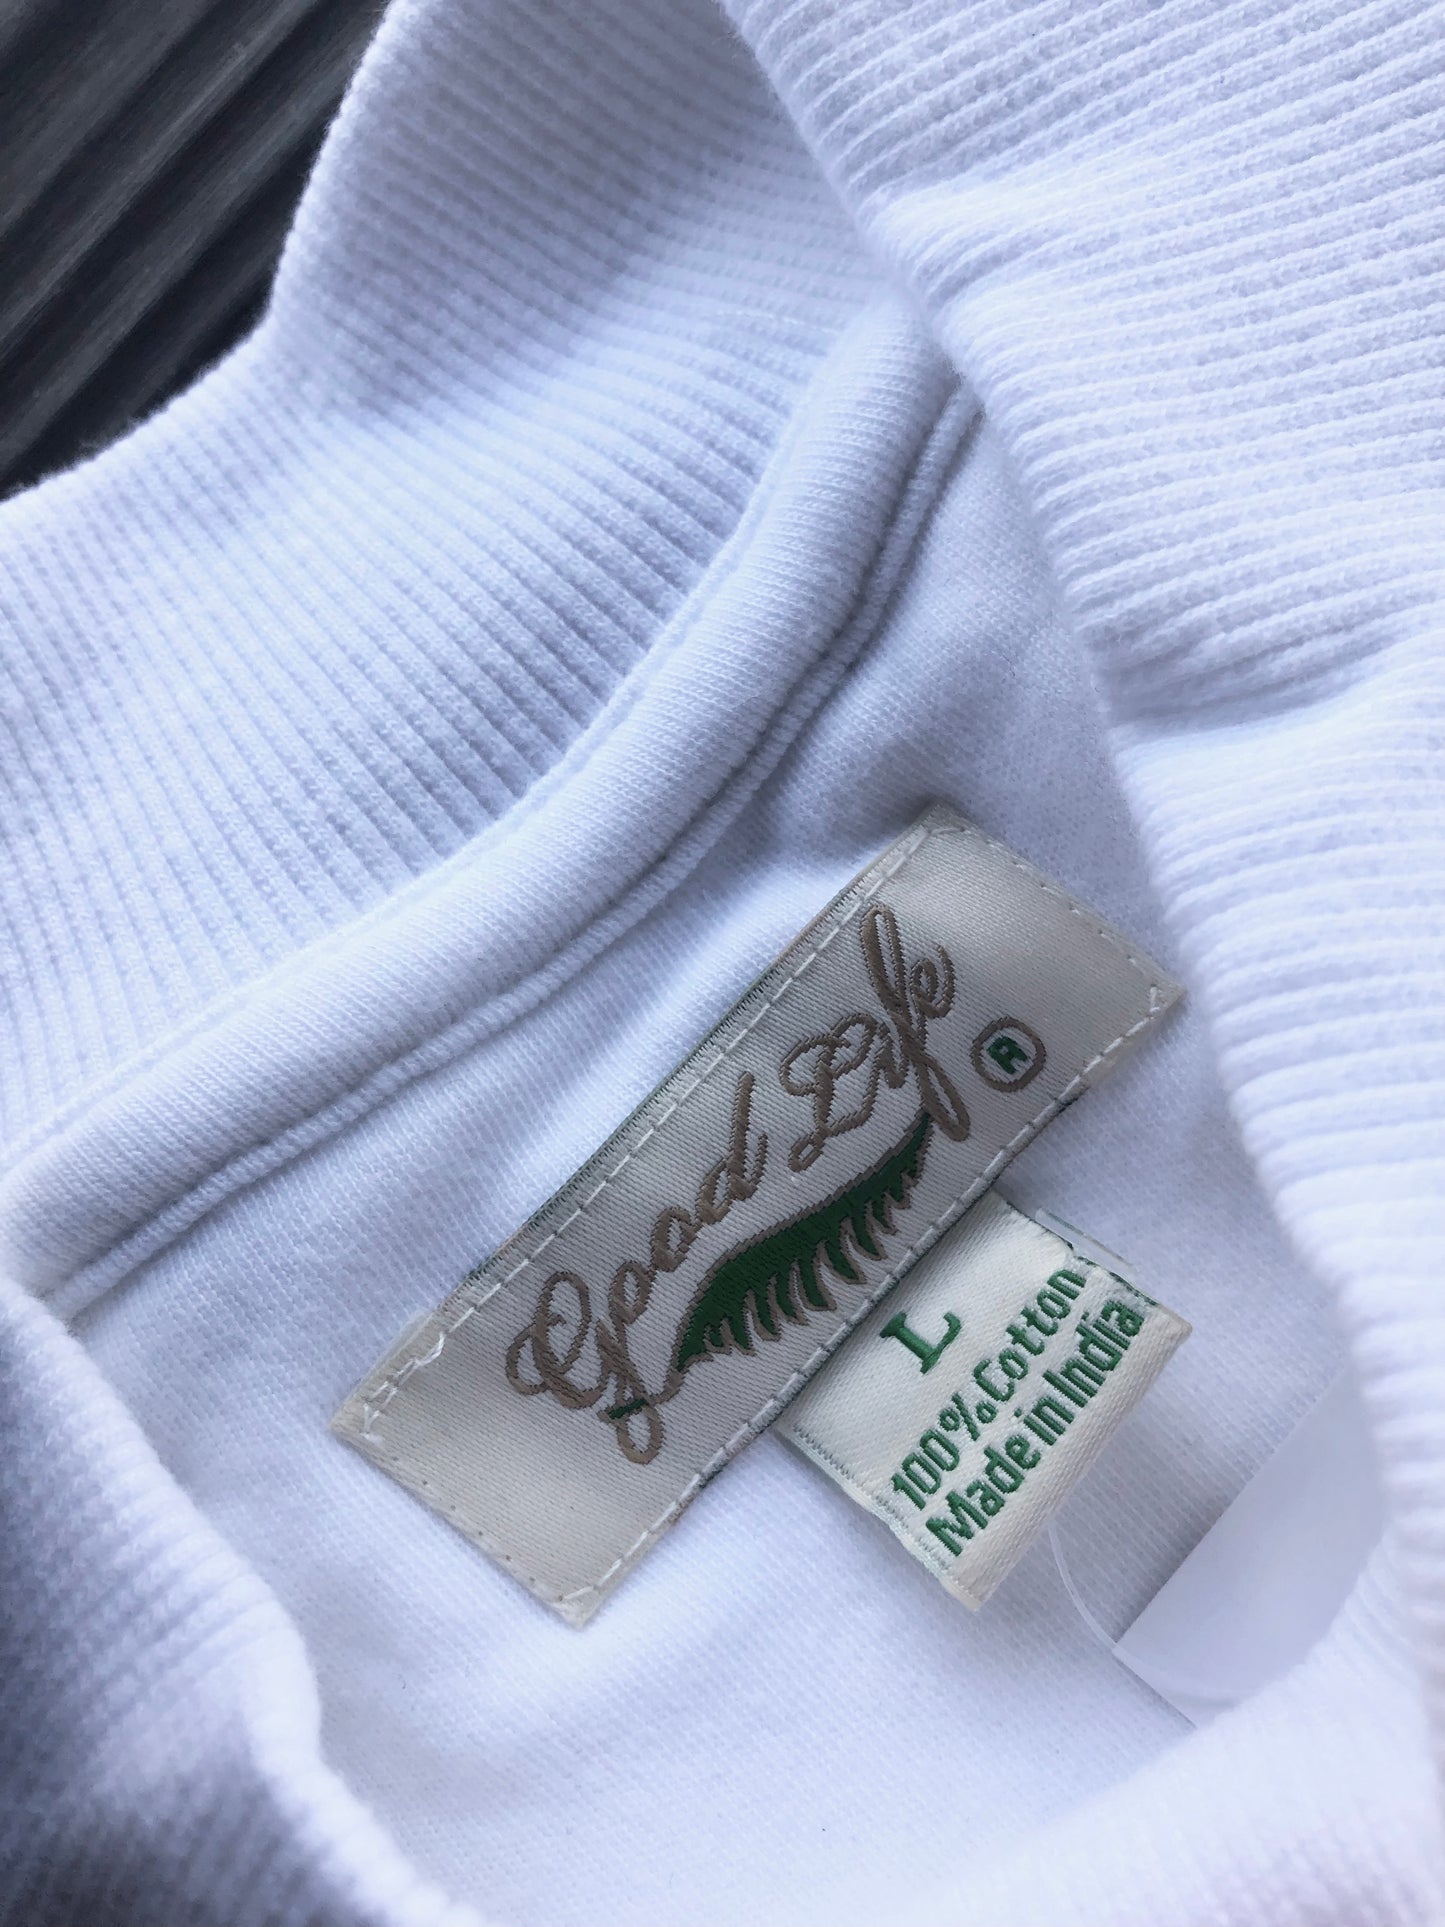 Good Life
R
L
100% Cotton
Made in India